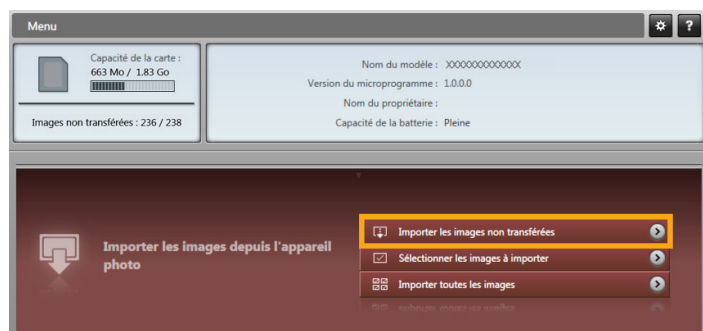 Menu
?
Capacité de la carte :
663 Mo / 1.83 Go
Images non transférées : 236 / 238
Nom du modèle : XXXXXXXXXXXXX
Version du microprogramme : 1.0.0.0
Nom du propriétaire :
Capacité de la batterie : Pleine
Importer les images depuis l'appareil
photo
Importer les images non transférées
Sélectionner les images à importer
Importer toutes les images